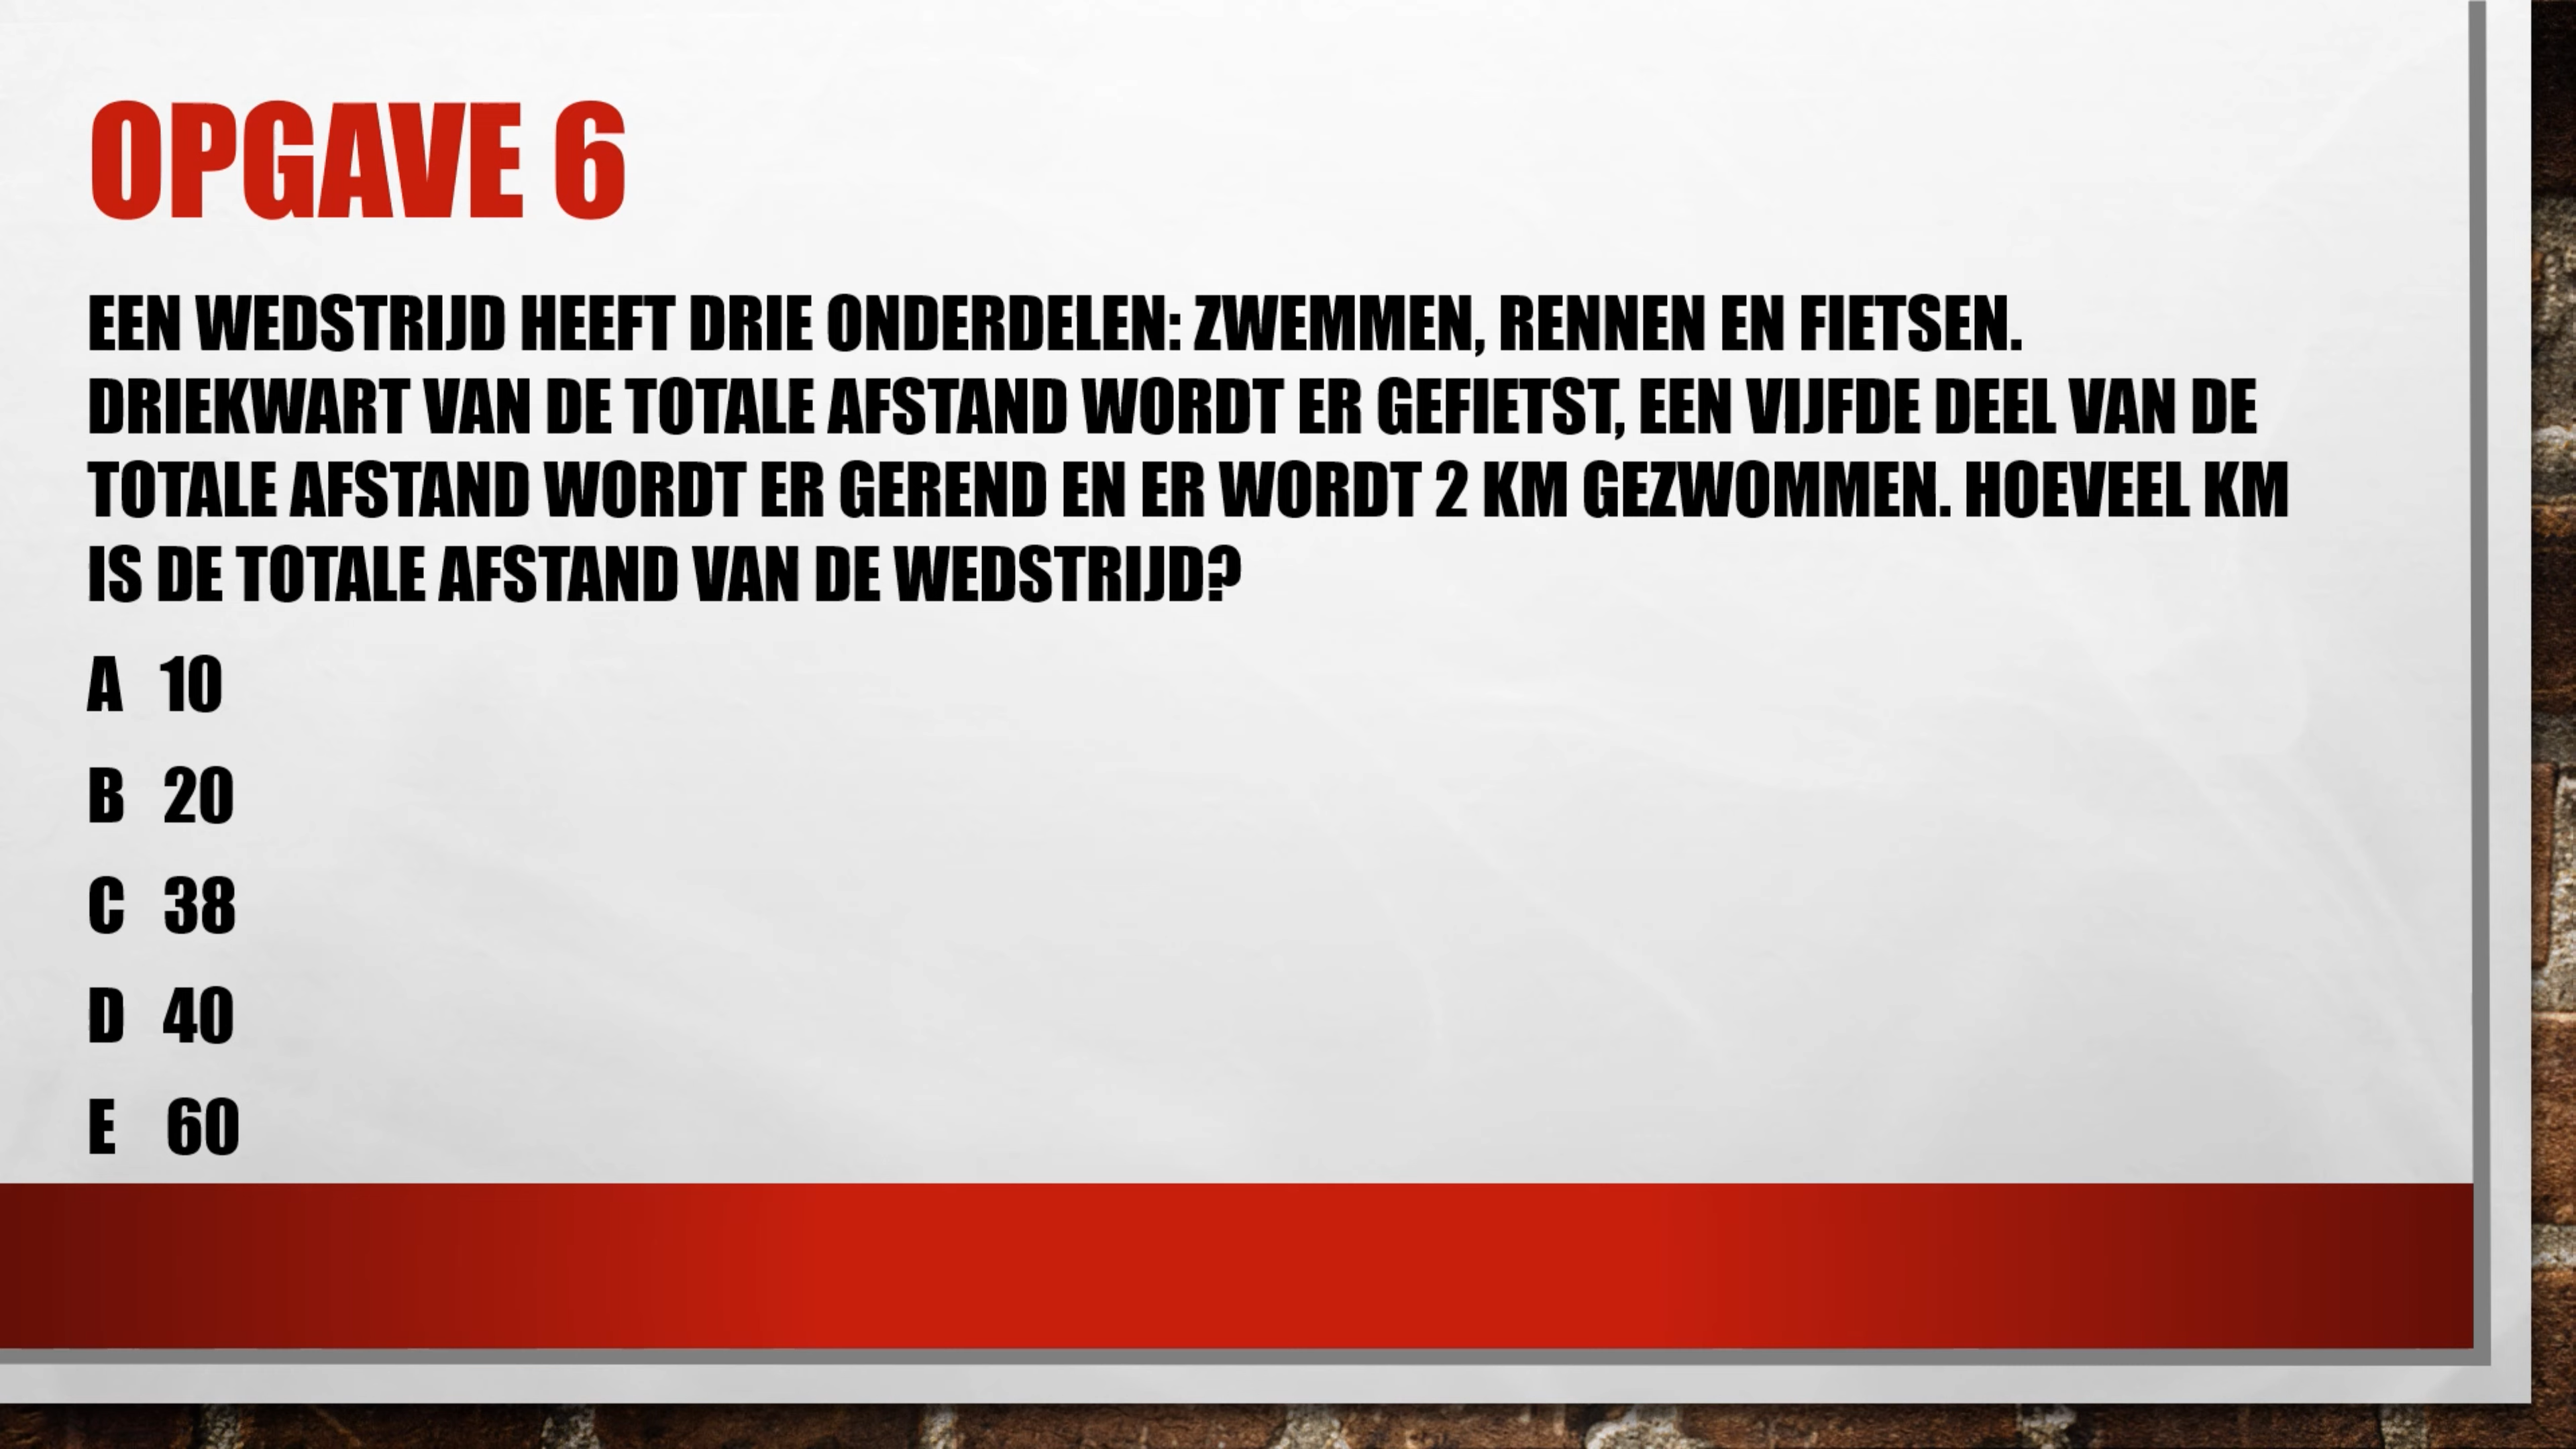 OPGAVE 6
EEN WEDSTRIJD HEEFT DRIE ONDERDELEN: ZWEMMEN, RENNEN EN FIETSEN.
DRIEKWART VAN DE TOTALE AFSTAND WORDT ER GEFIETST, EEN VIJFDE DEEL VAN DE
TOTALE AFSTAND WORDT ER GEREND EN ER WORDT 2 KM GEZWOMMEN. HOEVEEL KM
IS DE TOTALE AFSTAND VAN DE WEDSTRIJD?
A 10
B 20
C 38
D 40
E 60